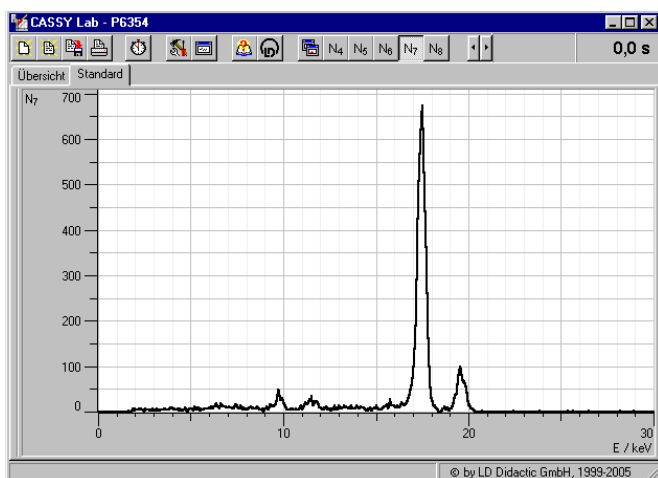 CASSY Lab - P6354
N4 N5 N6 N7 N8 0,0 s
Übersicht Standard
N7
700
600
500
400
300
200
100
0
0 10 20 30
E / keV
© by LD Didactic GmbH, 1999-2005